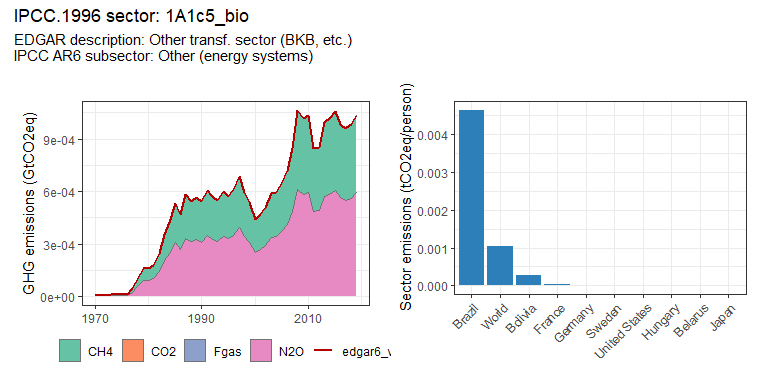 IPCC.1996 sector: 1A1c5_bio
EDGAR description: Other transf. sector (BKB, etc.)
IPCC AR6 subsector: Other (energy systems)
GHG emissions (GtCO2eq)
9e-04
6e-04
3e-04
0e+00
1970
1990
2010
CH4
CO2
Fgas
N2O
edgar6_v
Sector emissions (tCO2eq/person)
0.004
0.003
0.002
0.001
0.000
Brazil
World
Bolivia
France
Germany
Sweden
United States
Hungary
Belarus
Japan